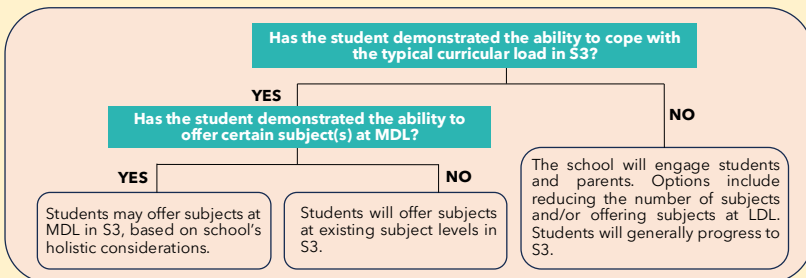 Has the student demonstrated the ability to cope with
the typical curricular load in S3?
YES
NO
Has the student demonstrated the ability to
offer certain subject(s) at MDL?
YES
NO
Students may offer subjects at
MDL in S3, based on school's
holistic considerations.
Students will offer subjects
at existing subject levels in
S3.
The school will engage students
and parents. Options include
reducing the number of subjects
and/or offering subjects at LDL.
Students will generally progress to
S3.